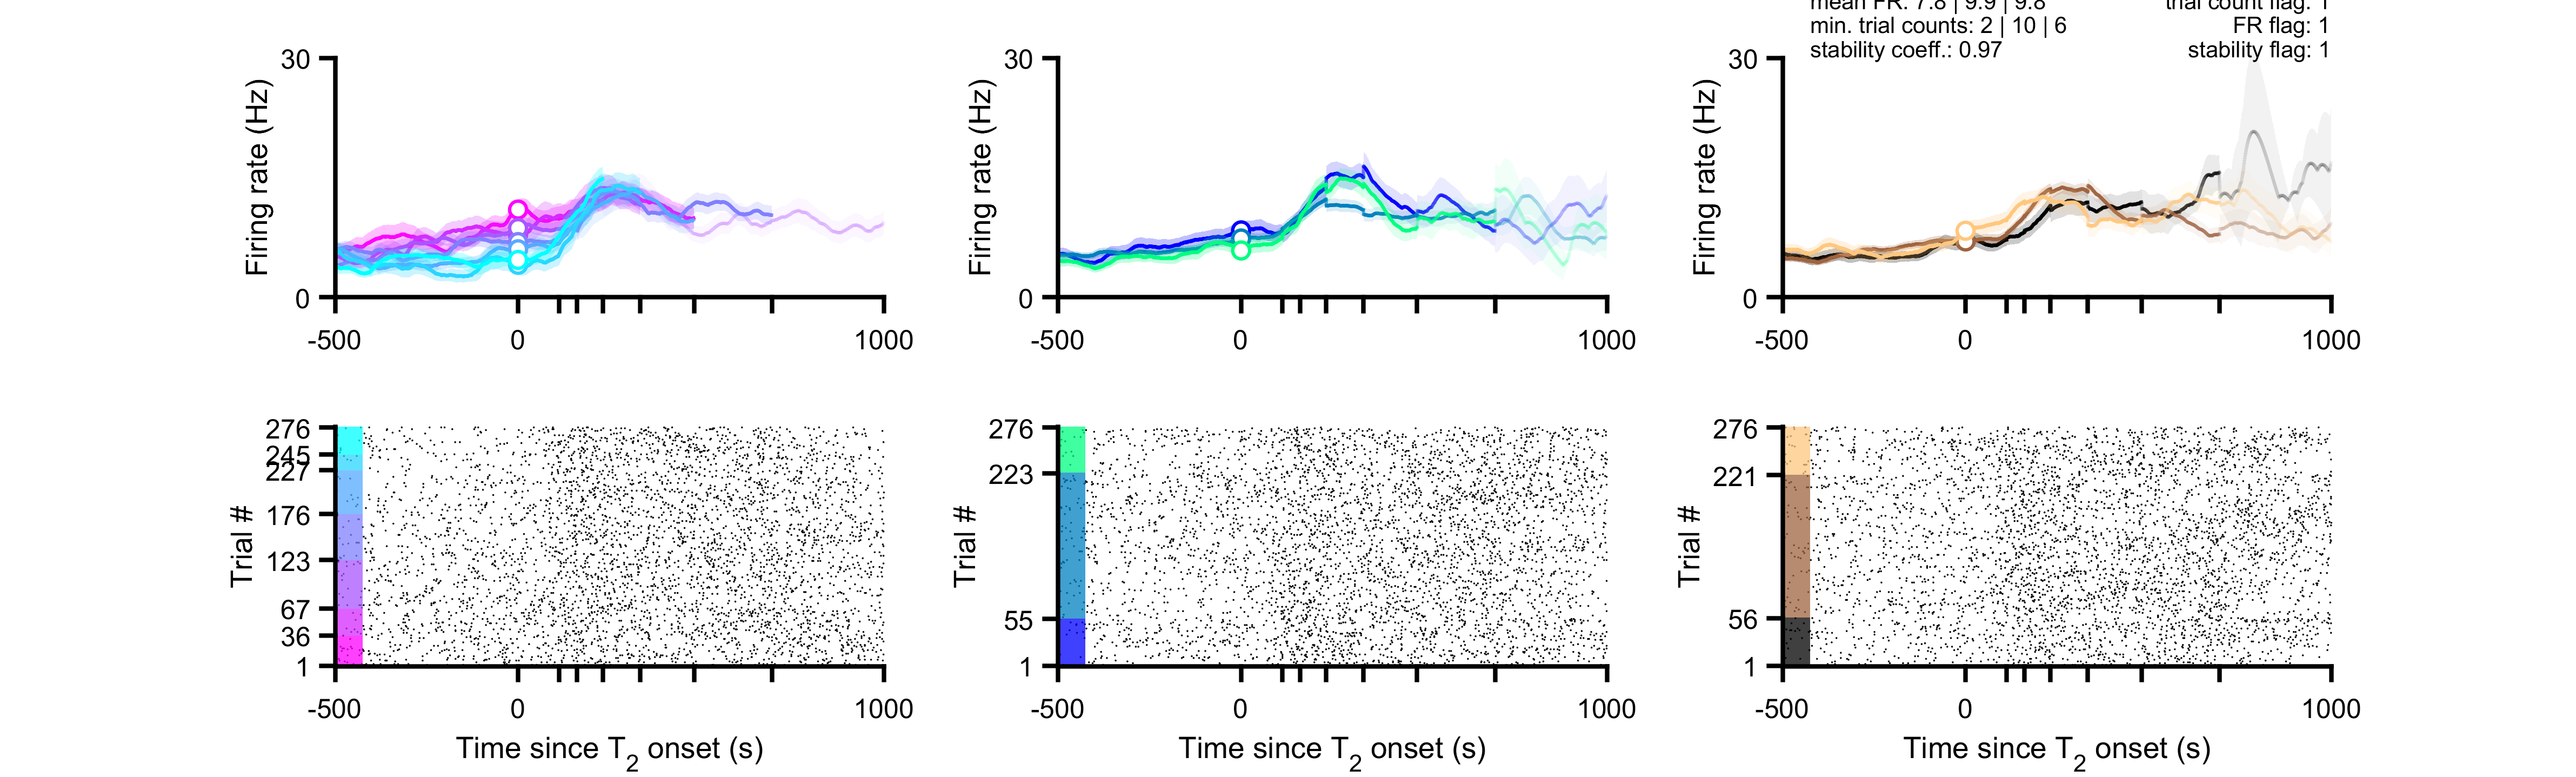 mean FR: 7.8 | 9.9 | 9.8 trial count flag: 1
min. trial counts: 2 | 10 | 6 FR flag: 1
stability coeff.: 0.97 stability flag: 1
30 30 30
Firing rate (Hz) Firing rate (Hz) Firing rate (Hz)
0 0 0
-500 0 1000 -500 0 1000 -500 0 1000
276 276 276
245
227 223 221
176
Trial # Trial # Trial #
123
67 55 56
36
1 1 1
-500 0 1000 -500 0 1000 -500 0 1000
Time since T2 onset (s) Time since T2 onset (s) Time since T2 onset (s)